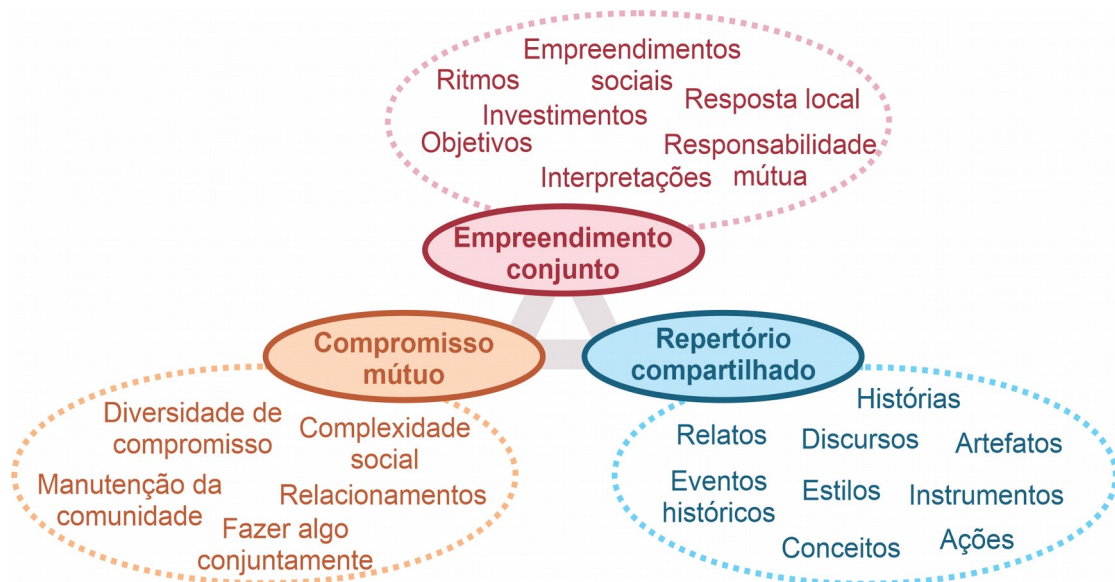 Empreendimentos
sociais
Ritmos
Resposta local
Investimentos
Objetivos
Responsabilidade
mútua
Interpretações
Empreendimento
conjunto
Compromisso
mútuo
Diversidade de
compromisso
Complexidade
social
Manutenção da
comunidade
Relacionamentos
Fazer algo
conjuntamente
Repertório
compartilhado
Histórias
Relatos
Discursos
Artefatos
Eventos
históricos
Estilos
Instrumentos
Conceitos
Ações